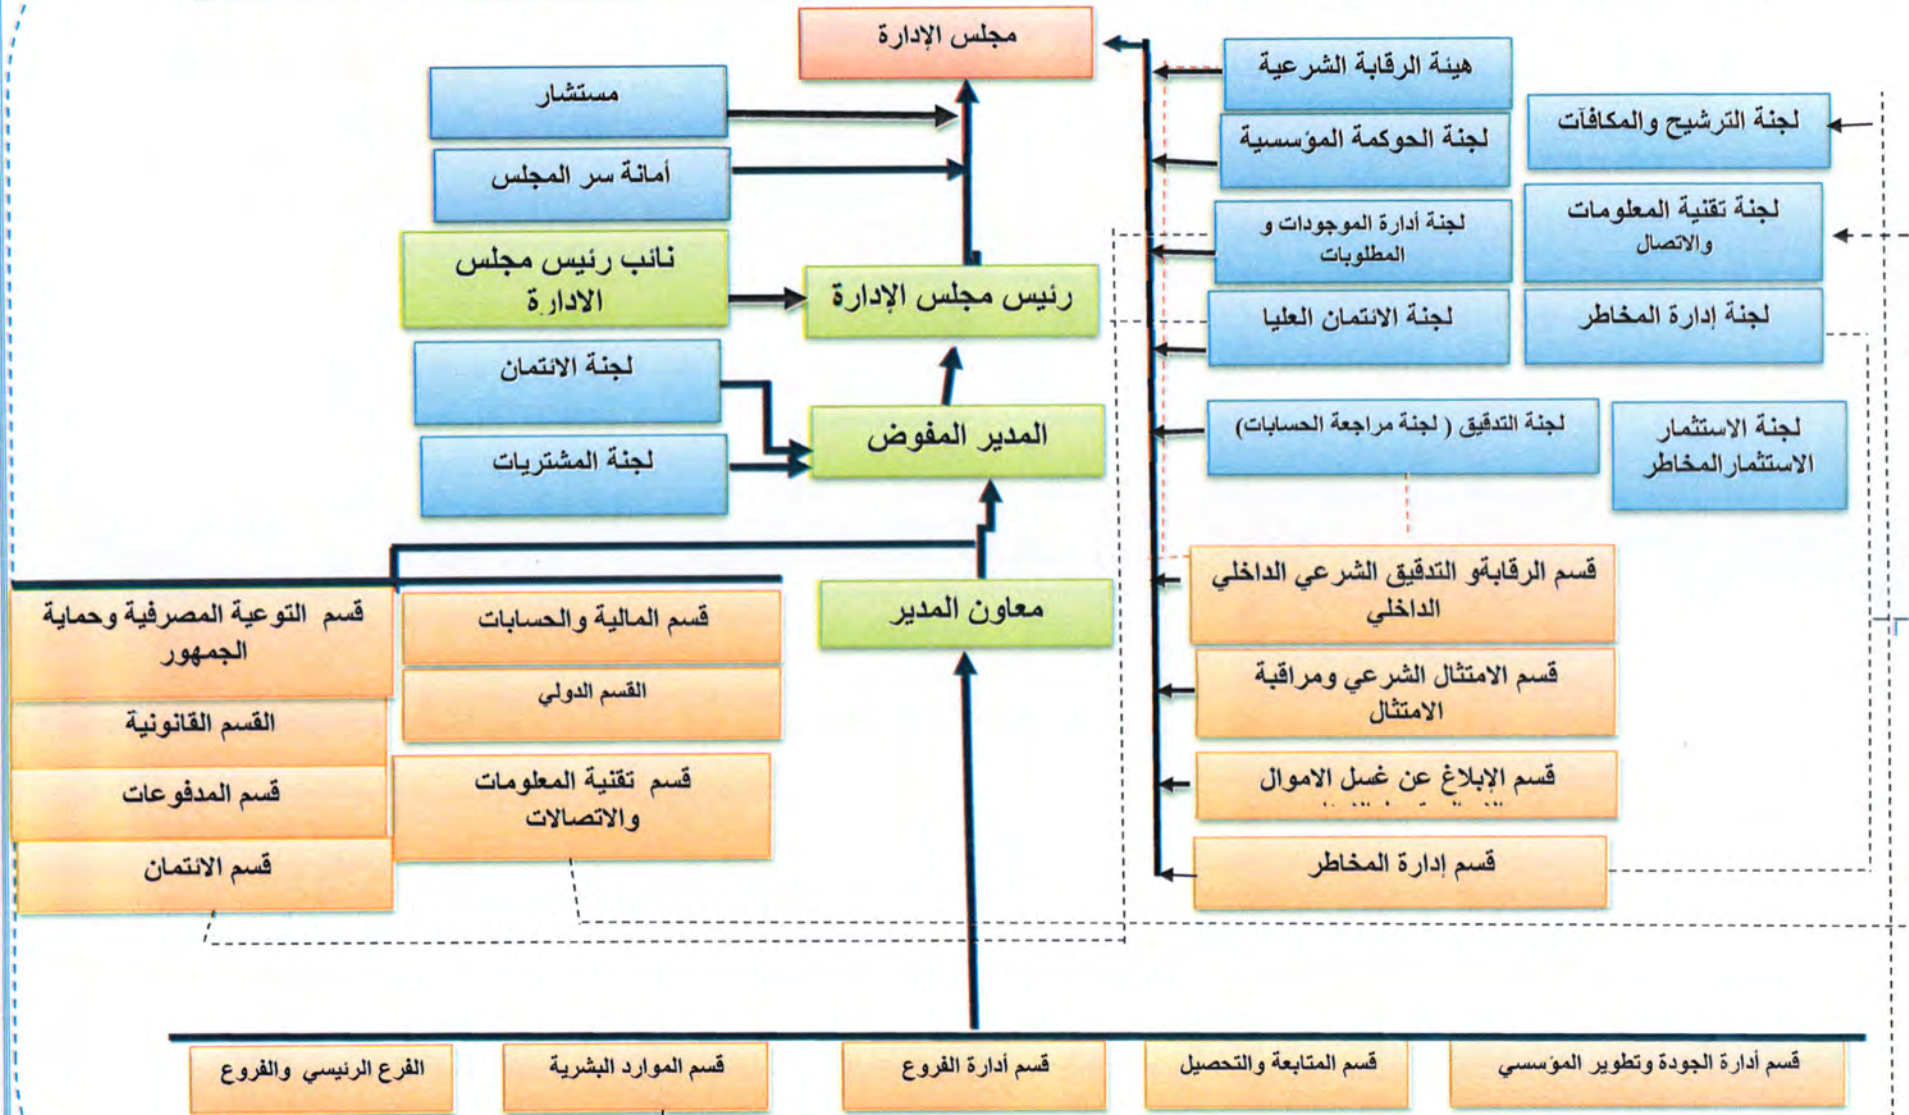 مجلس الإدارة
هيئة الرقابة الشرعية
مستشار
لجنة الترشيح والمكافآت
لجنة الحوكمة المؤسسية
أمانة سر المجلس
لجنة تقنية المعلومات
والاتصال
لجنة أدارة الموجودات و
المطلوبات
نائب رئيس مجلس
الادارة
رئيس مجلس الإدارة
لجنة إدارة المخاطر
لجنة الائتمان العليا
لجنة الائتمان
لجنة الاستثمار
الاستثمارالمخاطر
لجنة التدقيق ( لجنة مراجعة الحسابات)
المدير المفوض
لجنة المشتريات
قسم الرقابةو التدقيق الشرعي الداخلي
الداخلي
معاون المدير
قسم المالية والحسابات
قسم التوعية المصرفية وحماية
الجمهور
قسم الامتثال الشرعي ومراقبة
الامتثال
القسم الدولي
القسم القانونية
قسم الإبلاغ عن غسل الاموال
قسم تقنية المعلومات
والاتصالات
قسم المدفوعات
قسم إدارة المخاطر
قسم الائتمان
قسم أدارة الجودة وتطوير المؤسسي
قسم المتابعة والتحصيل
قسم أدارة الفروع
قسم الموارد البشرية
الفرع الرئيسي والفروع